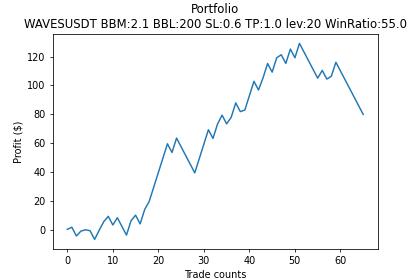 Portfolio
WAVESUSDT BBM:2.1 BBL:200 SL:0.6 TP:1.0 lev:20 WinRatio:55.0
120
100
80
60
40
20
0
Profit ($)
0 10 20 30 40 50 60
Trade counts